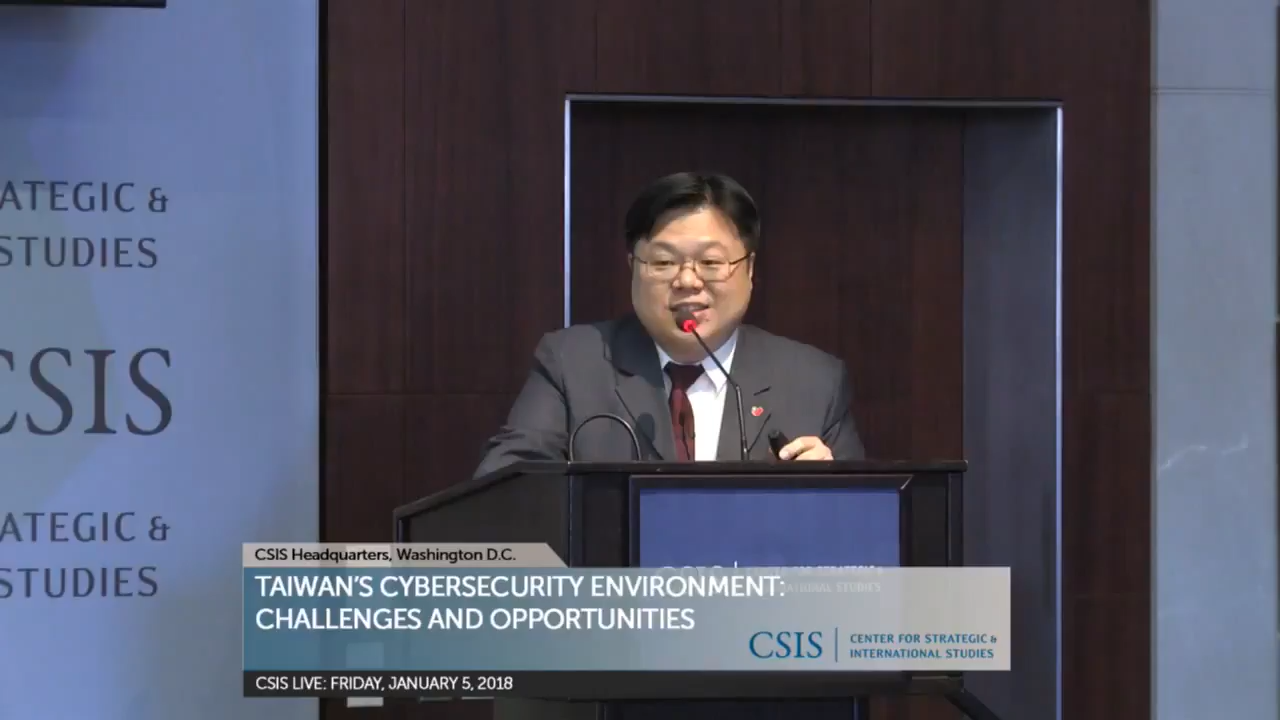 ATEGIC &
STUDIES
CSIS
ATEGIC &
STUDIES
CSIS Headquarters, Washington D.C.
TAIWAN'S CYBERSECURITY ENVIRONMENT:
CHALLENGES AND OPPORTUNITIES
CSIS
CENTER FOR STRATEGIC &
INTERNATIONAL STUDIES
CSIS LIVE: FRIDAY, JANUARY 5, 2018